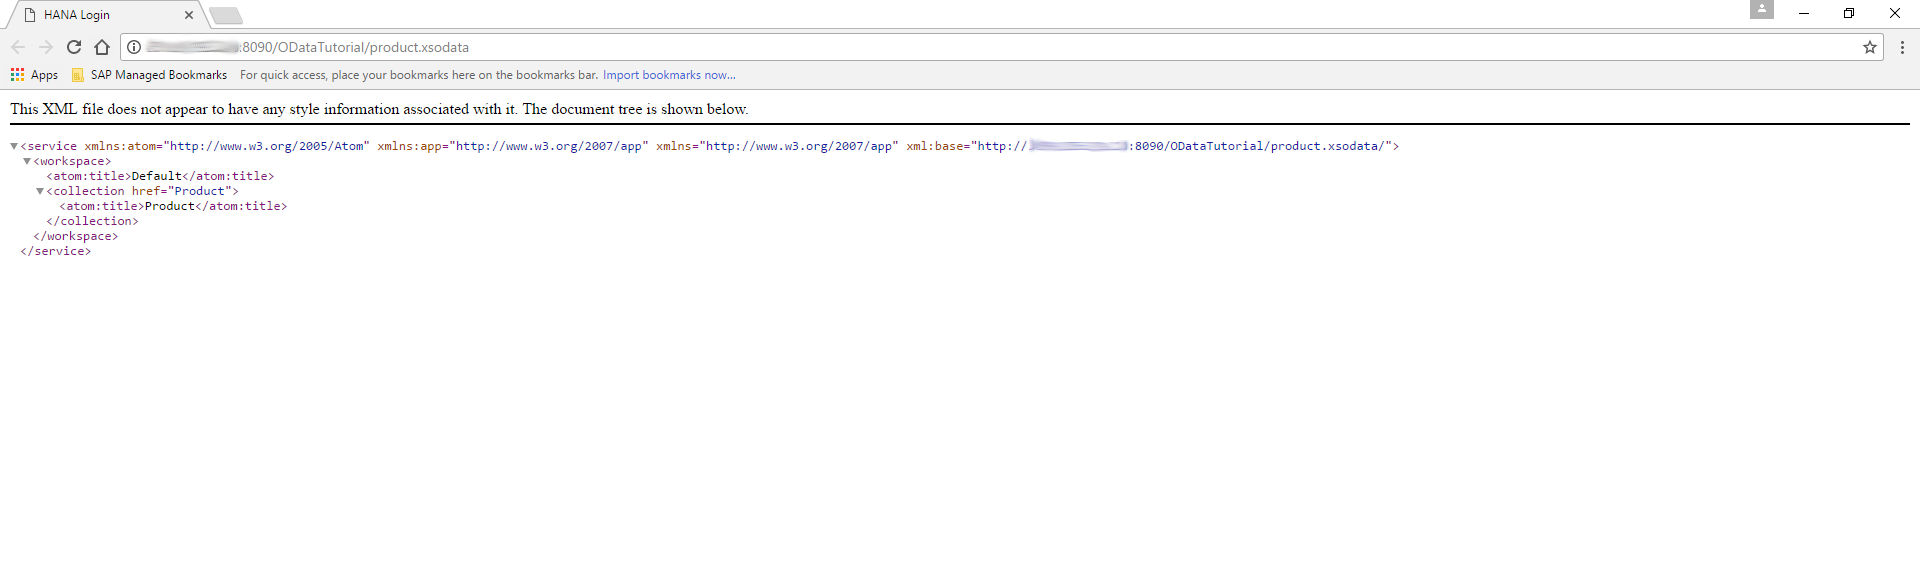 HANA Login
:8090/ODataTutorial/product.xsodata
Apps SAP Managed Bookmarks For quick access, place your bookmarks here on the bookmarks bar. Import bookmarks now...
This XML file does not appear to have any style information associated with it. The document tree is shown below.
<service xmlns:atom="http://www.w3.org/2005/Atom" xmlns:app="http://www.w3.org/2007/app" xmlns="http://www.w3.org/2007/app" xml:base="http:// :8090/ODataTutorial/product.xsodata/">
<workspace>
<atom:title>Default</atom:title>
<collection href="Product">
<atom:title>Product</atom:title>
</collection>
</workspace>
</service>